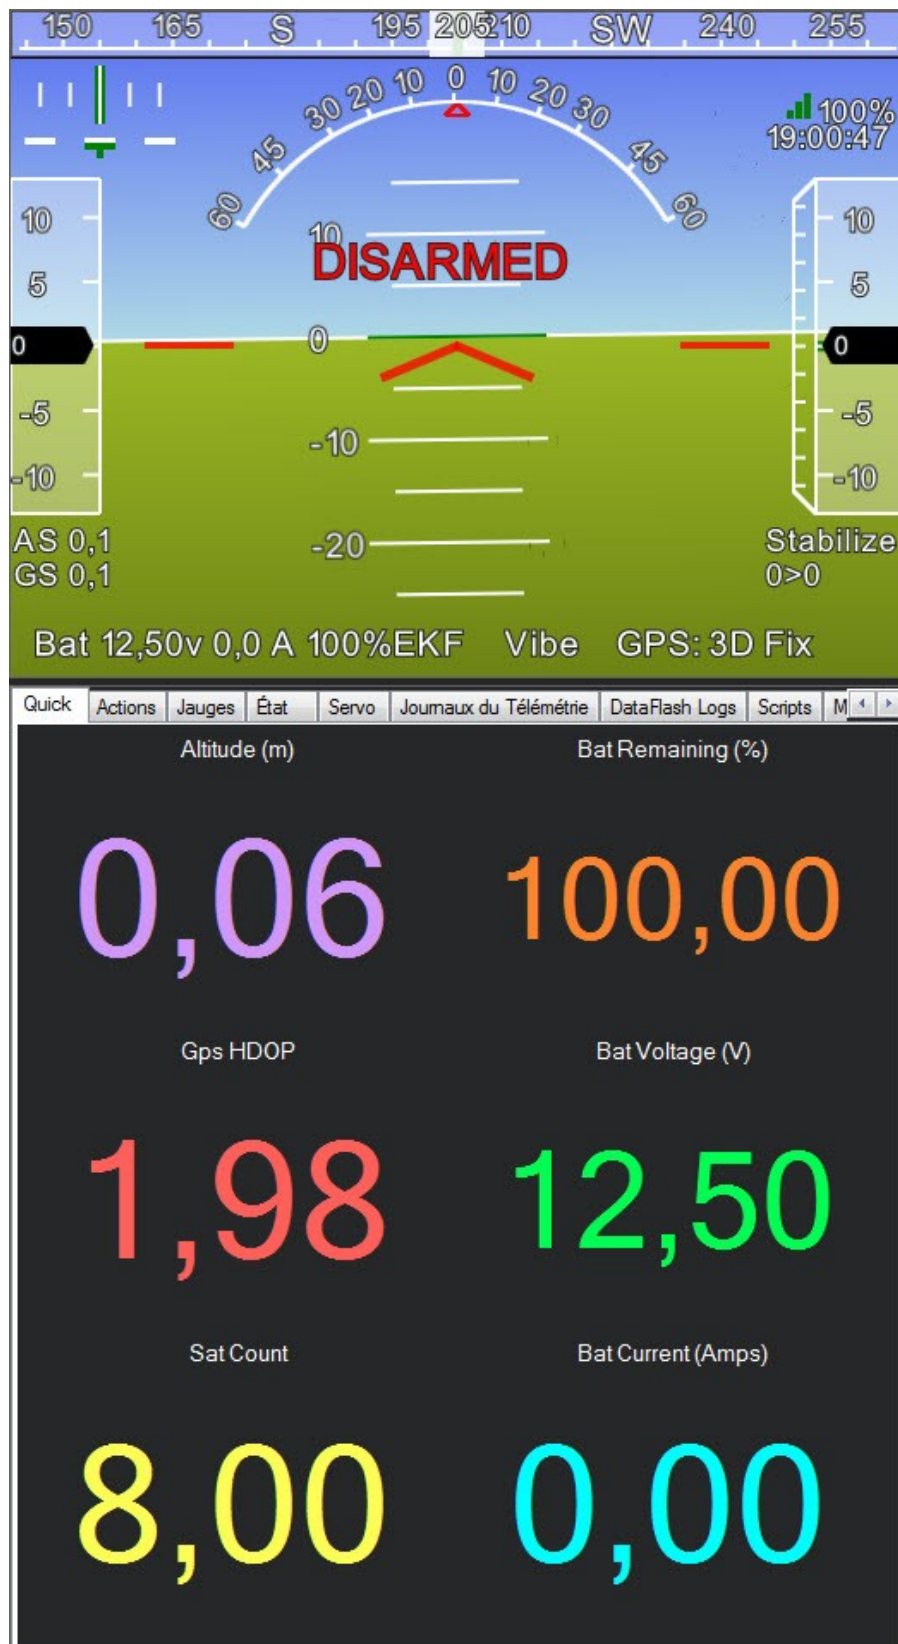 150 165 S 195 205 210 SW 240 255
60 45 30 20 10 0 10 20 30 45 60
100%
19:00:47
10 10 10
DISARMED
5 5
0 0 0
-5 -5
-10
-10 -10
AS 0,1 -20 Stabilize
GS 0,1 0>0
Bat 12,50v 0,0 A 100%EKF Vibe GPS: 3D Fix
Quick Actions Jauges État Servo Journaux du Télémétrie DataFlash Logs Scripts M
Altitude (m) Bat Remaining (%)
0,06 100,00
Gps HDOP Bat Voltage (V)
1,98 12,50
Sat Count Bat Current (Amps)
8,00 0,00